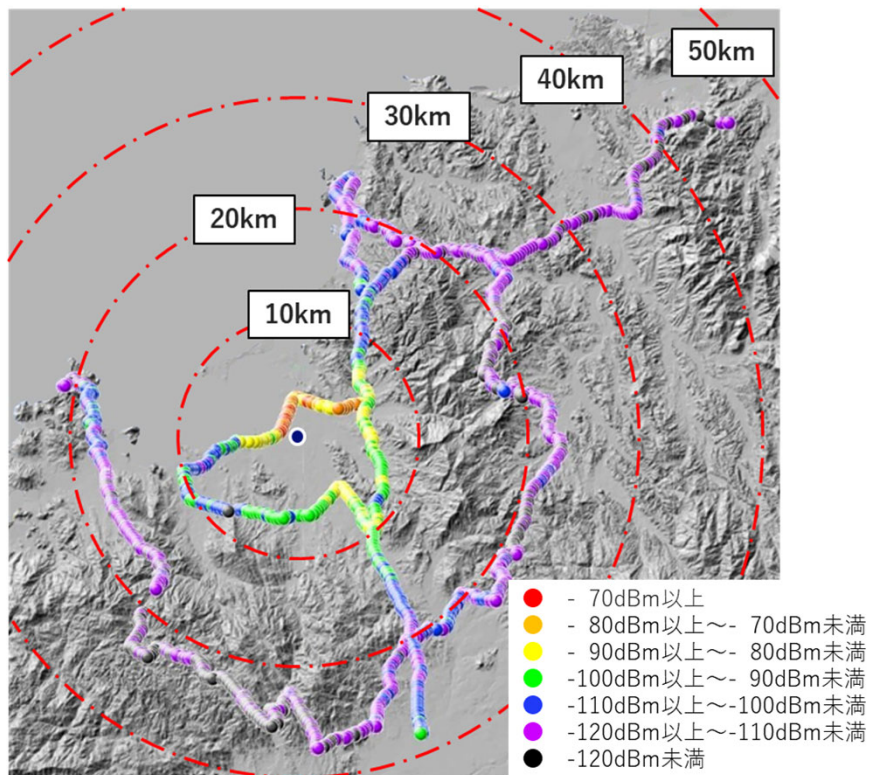 50km
40km
30km
20km
10km
- 70dBm以上
- 80dBm以上～- 70dBm未満
- 90dBm以上～- 80dBm未満
-100dBm以上～- 90dBm未満
-110dBm以上～-100dBm未満
-120dBm以上～-110dBm未満
-120dBm未満